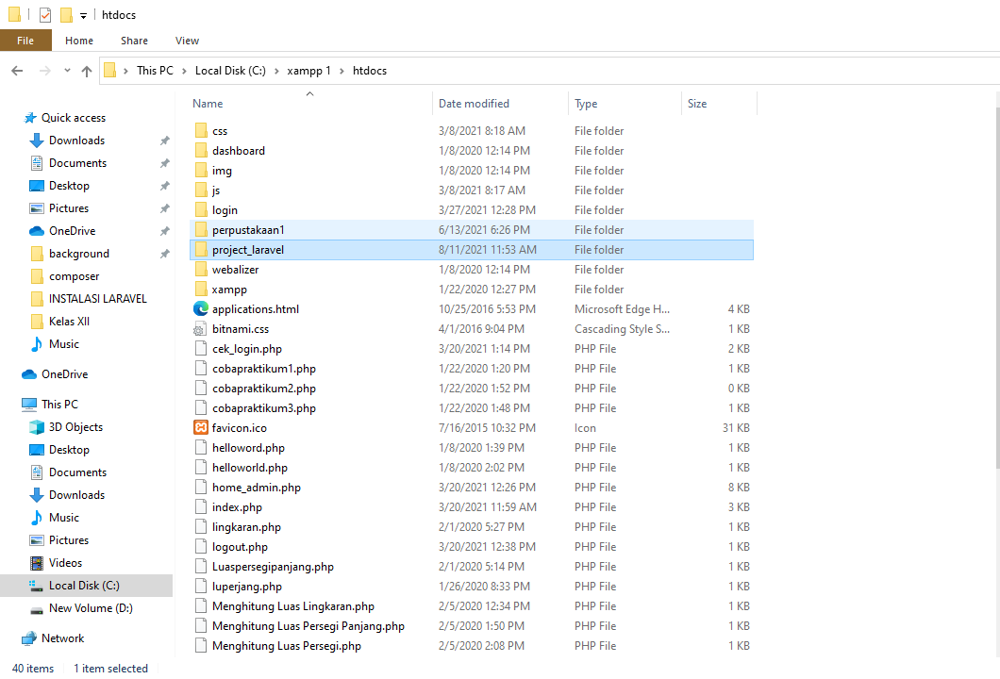 htdocs
File Home Share View
This PC Local Disk (C:) xampp 1 htdocs
Quick access
Downloads
Documents
Desktop
Pictures
OneDrive
background
composer
INSTALASI LARAVEL
Kelas XII
Music
OneDrive
This PC
3D Objects
Desktop
Documents
Downloads
Music
Pictures
Videos
Local Disk (C:)
New Volume (D:)
Network
Name Date modified Type Size
css 3/8/2021 8:18 AM File folder
dashboard 1/8/2020 12:14 PM File folder
img 1/8/2020 12:14 PM File folder
js 3/8/2021 8:17 AM File folder
login 3/27/2021 12:28 PM File folder
perpustakaan1 6/13/2021 6:26 PM File folder
project_laravel 8/11/2021 11:53 AM File folder
webalizer 1/8/2020 12:14 PM File folder
xampp 1/22/2020 12:27 PM File folder
applications.html 10/25/2016 5:53 PM Microsoft Edge H... 4 KB
bitnami.css 4/1/2016 9:04 PM Cascading Style S... 1 KB
cek_login.php 3/20/2021 1:14 PM PHP File 2 KB
cobapraktikum1.php 1/22/2020 1:20 PM PHP File 1 KB
cobapraktikum2.php 1/22/2020 1:52 PM PHP File 0 KB
cobapraktikum3.php 1/22/2020 1:48 PM PHP File 1 KB
favicon.ico 7/16/2015 10:32 PM Icon 31 KB
helloword.php 1/8/2020 1:39 PM PHP File 1 KB
helloworld.php 1/8/2020 2:02 PM PHP File 1 KB
home_admin.php 3/20/2021 12:26 PM PHP File 8 KB
index.php 3/20/2021 11:59 AM PHP File 3 KB
lingkaran.php 2/1/2020 5:27 PM PHP File 1 KB
logout.php 3/20/2021 12:38 PM PHP File 1 KB
Luaspersegipanjang.php 2/1/2020 5:14 PM PHP File 1 KB
luperjang.php 1/26/2020 8:33 PM PHP File 1 KB
Menghitung Luas Lingkaran.php 2/5/2020 12:34 PM PHP File 1 KB
Menghitung Luas Persegi Panjang.php 2/5/2020 1:50 PM PHP File 1 KB
Menghitung Luas Persegi.php 2/5/2020 2:08 PM PHP File 1 KB
40 items 1 item selected